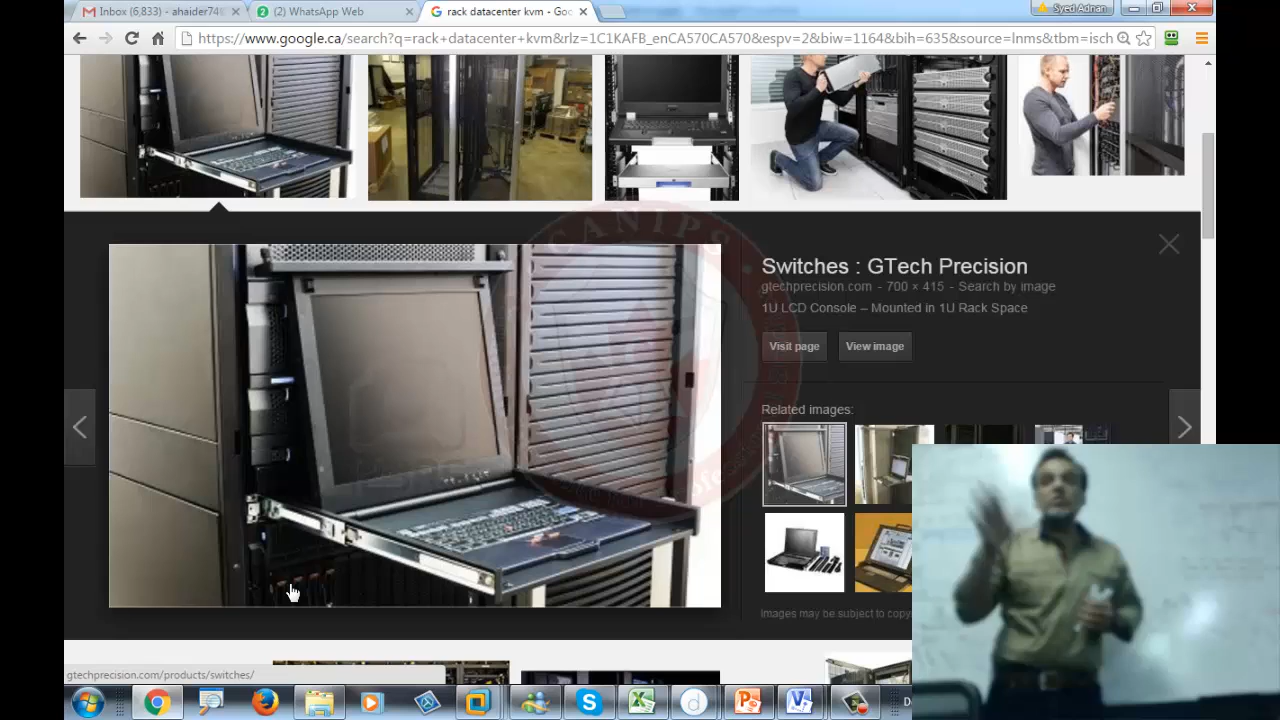 Inbox (6,833) - ahaider74
(2) WhatsApp Web
rack datacenter kvm - Goo
Syed Adnan
https://www.google.ca/search?q=rack+datacenter+kvm&rlz=1C1KAFB_enCA570CA570&espv=2&biw=1164&bih=635&source=lnms&tbm=isch
CANIPS
Switches : GTech Precision
gtechprecision.com - 700 × 415 - Search by image
1U LCD Console – Mounted in 1U Rack Space
Visit page
View image
Related images:
Images may be subject to copy
gtechprecision.com/products/switches/